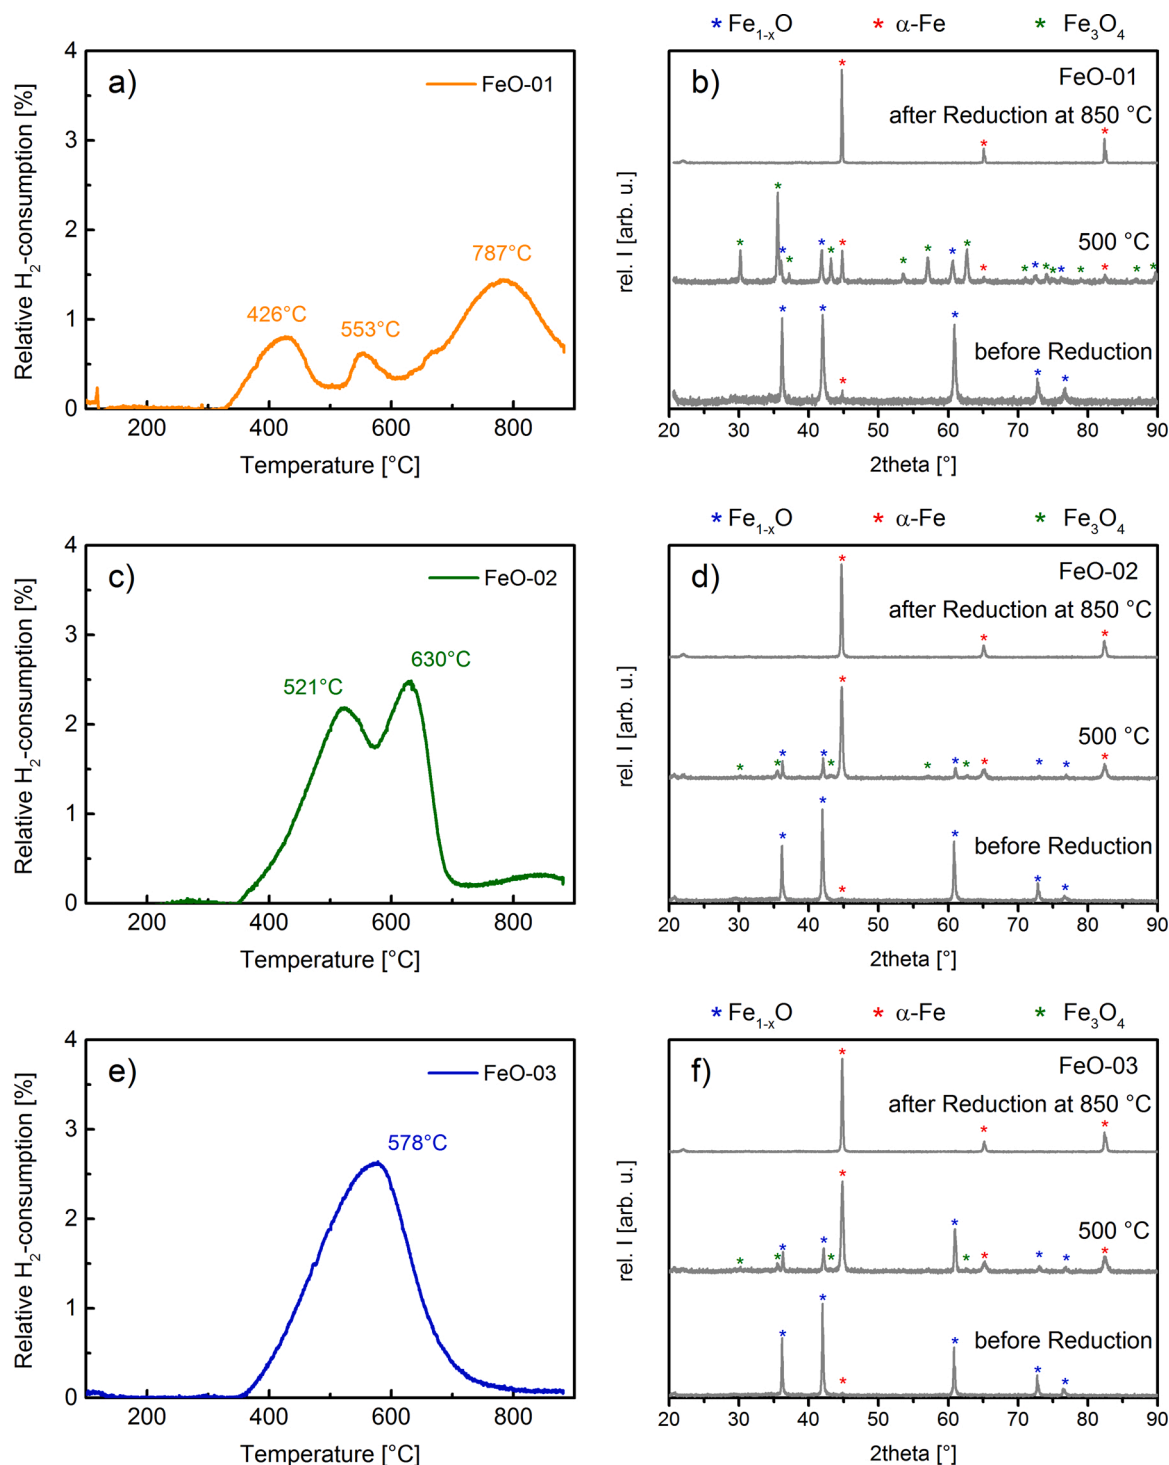 * Fe1-xO * α-Fe * Fe3O4
a) FeO-01
Relative H2-consumption [%]
4
3
2
1
0
787°C
426°C
553°C
200 400 600 800
Temperature [°C]
b) FeO-01
after Reduction at 850 °C
500 °C
before Reduction
rel. I [arb. u.]
20 30 40 50 60 70 80 90
2theta [°]
* Fe1-xO * α-Fe * Fe3O4
c) FeO-02
Relative H2-consumption [%]
4
3
2
1
0
630°C
521°C
200 400 600 800
Temperature [°C]
d) FeO-02
after Reduction at 850 °C
500 °C
before Reduction
rel. I [arb. u.]
20 30 40 50 60 70 80 90
2theta [°]
* Fe1-xO * α-Fe * Fe3O4
e) FeO-03
Relative H2-consumption [%]
4
3
2
1
0
578°C
200 400 600 800
Temperature [°C]
f) FeO-03
after Reduction at 850 °C
500 °C
before Reduction
rel. I [arb. u.]
20 30 40 50 60 70 80 90
2theta [°]